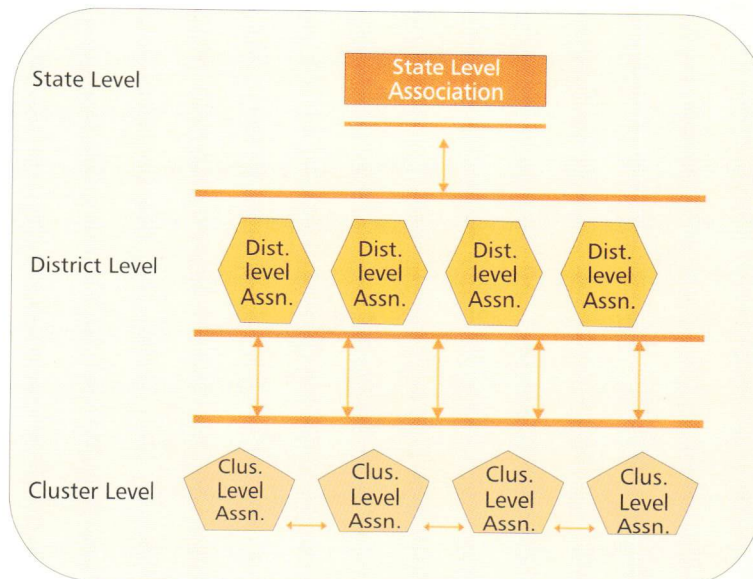 State Level
State Level
Association
District Level
Dist.
level
Assn.
Dist.
level
Assn.
Dist.
level
Assn.
Dist.
level
Assn.
Cluster Level
Clus.
Level
Assn.
Clus.
Level
Assn.
Clus.
Level
Assn.
Clus.
Level
Assn.